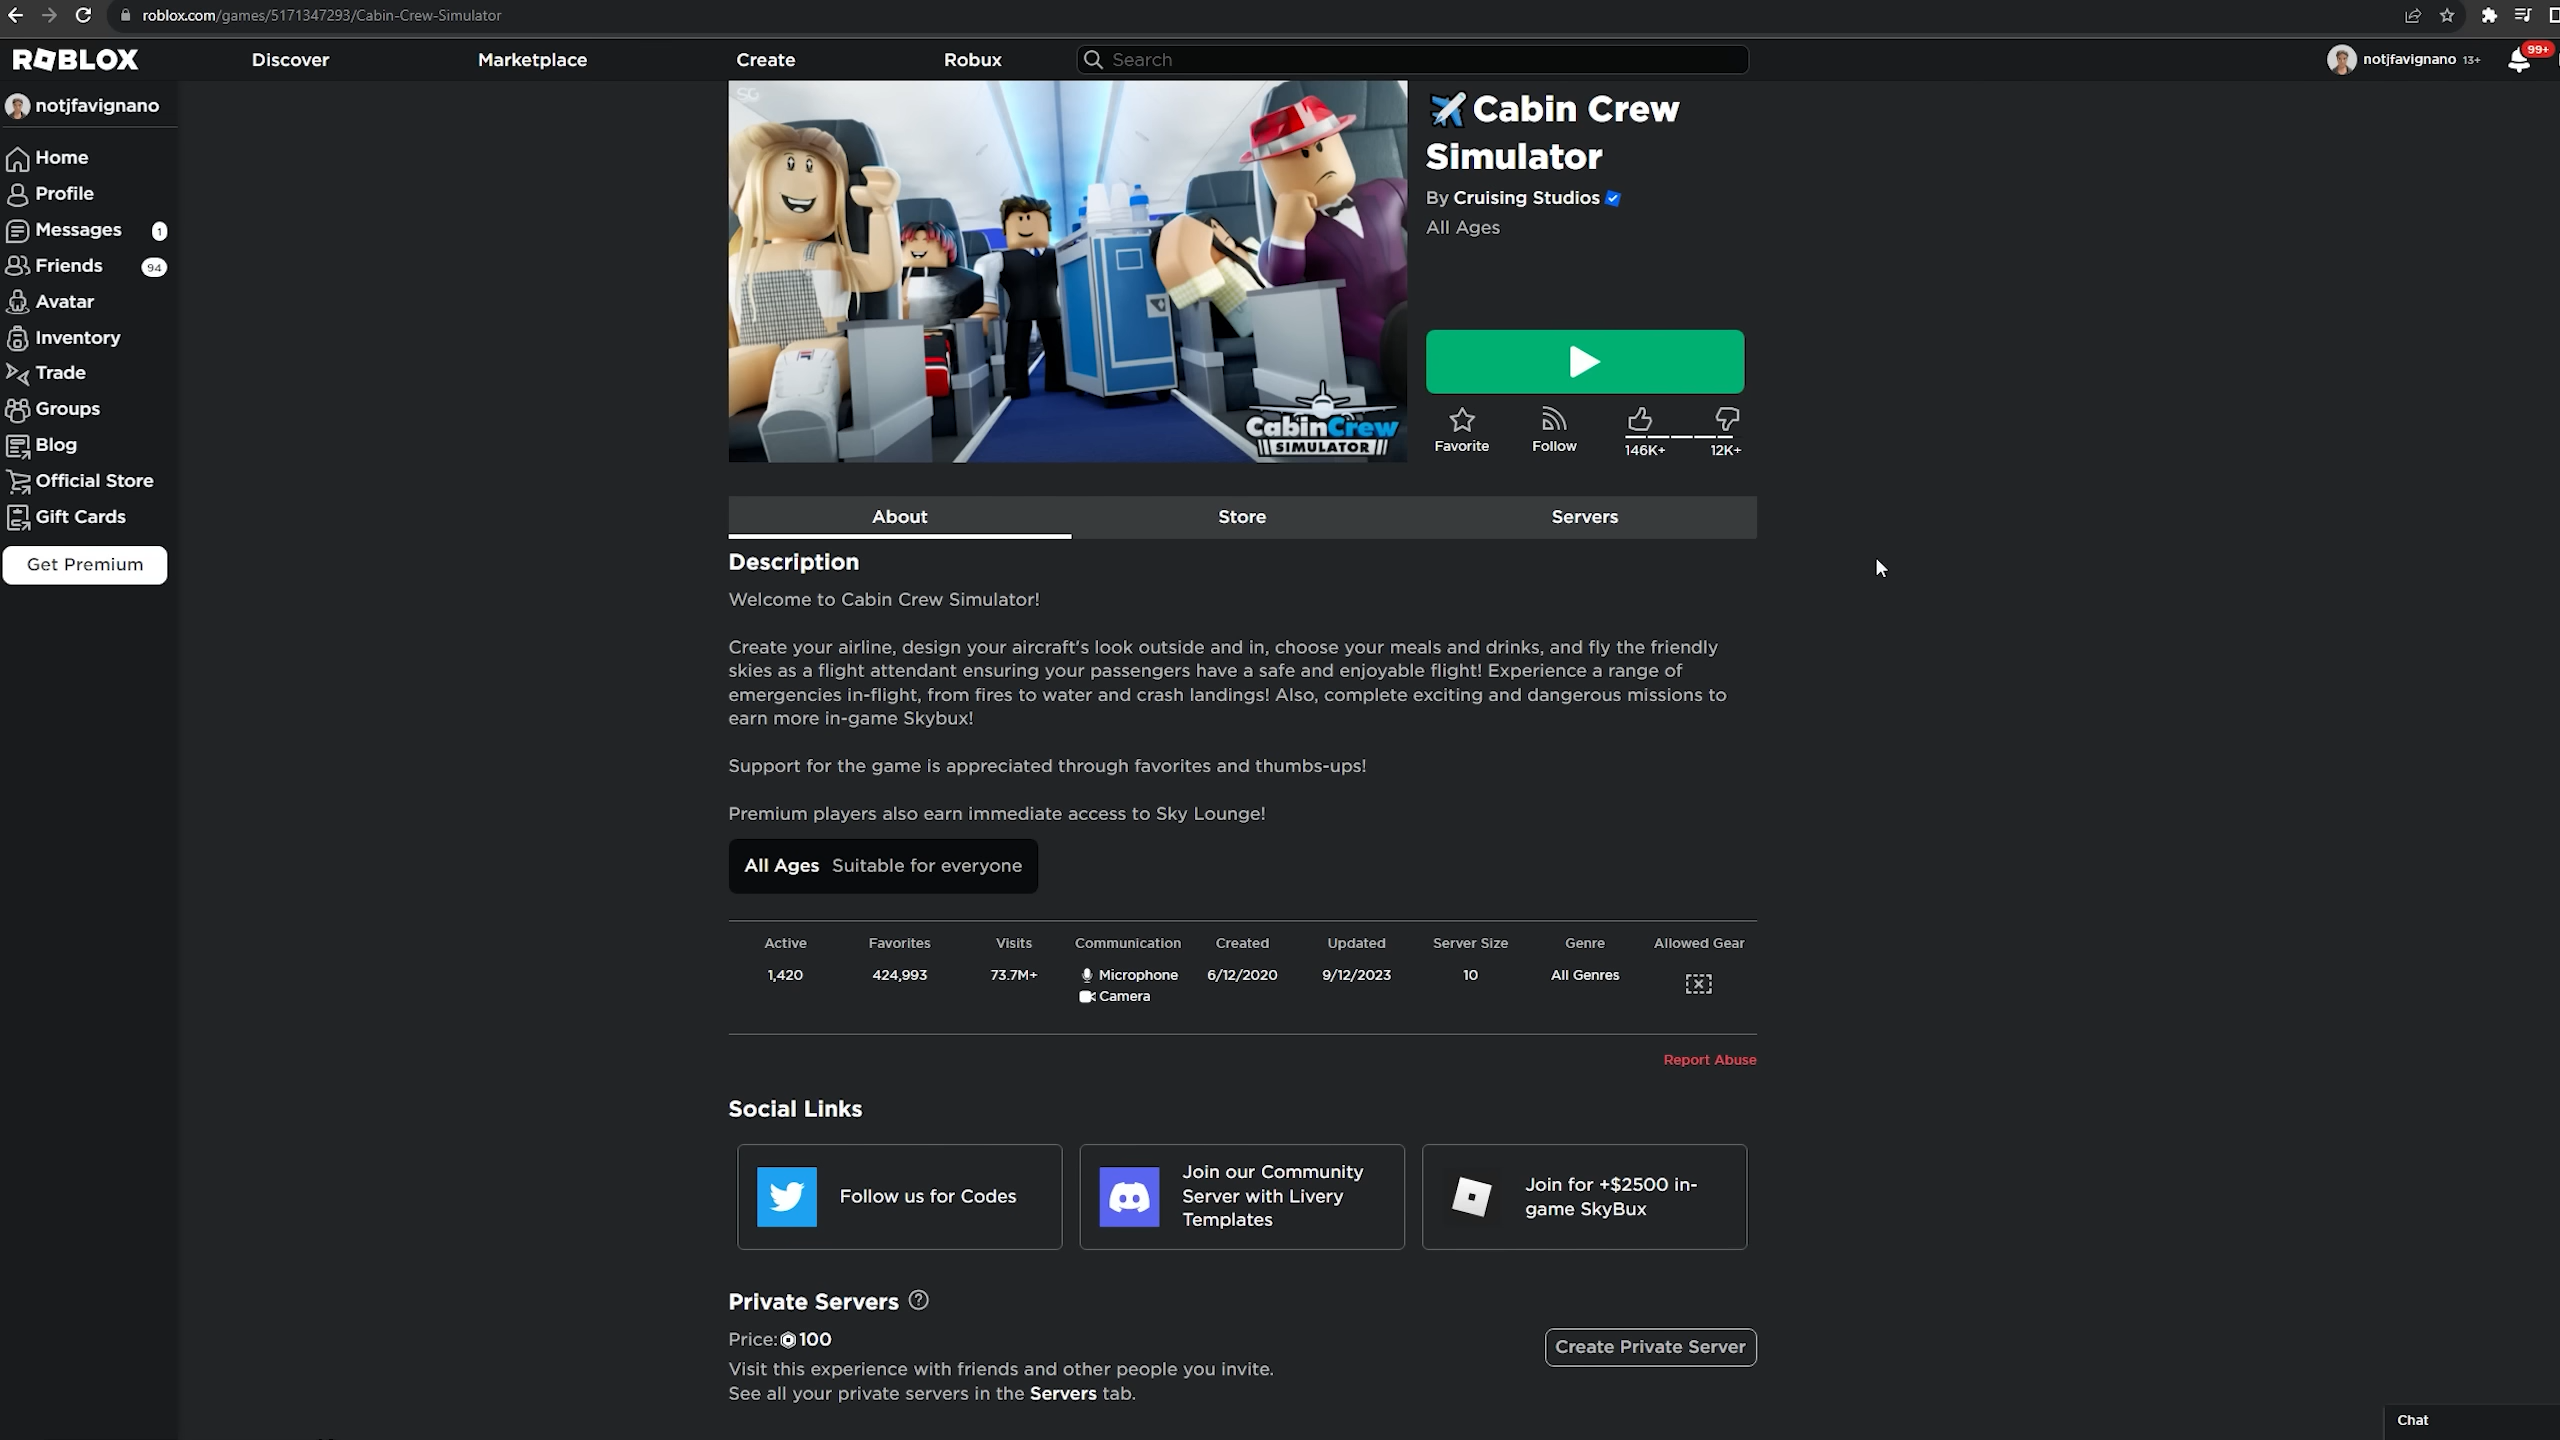 roblox.com/games/5171347293/Cabin-Crew-Simulator
ROBLOX
Discover
Marketplace
Create
Robux
Search
notjfavignano 13+
99+
notjfavignano
Home
Profile
Messages 1
Friends 94
Avatar
Inventory
Trade
Groups
Blog
Official Store
Gift Cards
Get Premium
SG
CabinCrew
SIMULATOR
Cabin Crew
Simulator
By Cruising Studios
All Ages
Favorite
Follow
146K+
12K+
About
Store
Servers
Description
Welcome to Cabin Crew Simulator!
Create your airline, design your aircraft's look outside and in, choose your meals and drinks, and fly the friendly
skies as a flight attendant ensuring your passengers have a safe and enjoyable flight! Experience a range of
emergencies in-flight, from fires to water and crash landings! Also, complete exciting and dangerous missions to
earn more in-game Skybux!
Support for the game is appreciated through favorites and thumbs-ups!
Premium players also earn immediate access to Sky Lounge!
All Ages Suitable for everyone
Active Favorites Visits Communication Created Updated Server Size Genre Allowed Gear
1,420 424,993 73.7M+ Microphone 6/12/2020 9/12/2023 10 All Genres
Camera
Report Abuse
Social Links
Follow us for Codes
Join our Community
Server with Livery
Templates
Join for +$2500 in-
game SkyBux
Private Servers
Price: 100
Create Private Server
Visit this experience with friends and other people you invite.
See all your private servers in the Servers tab.
Chat